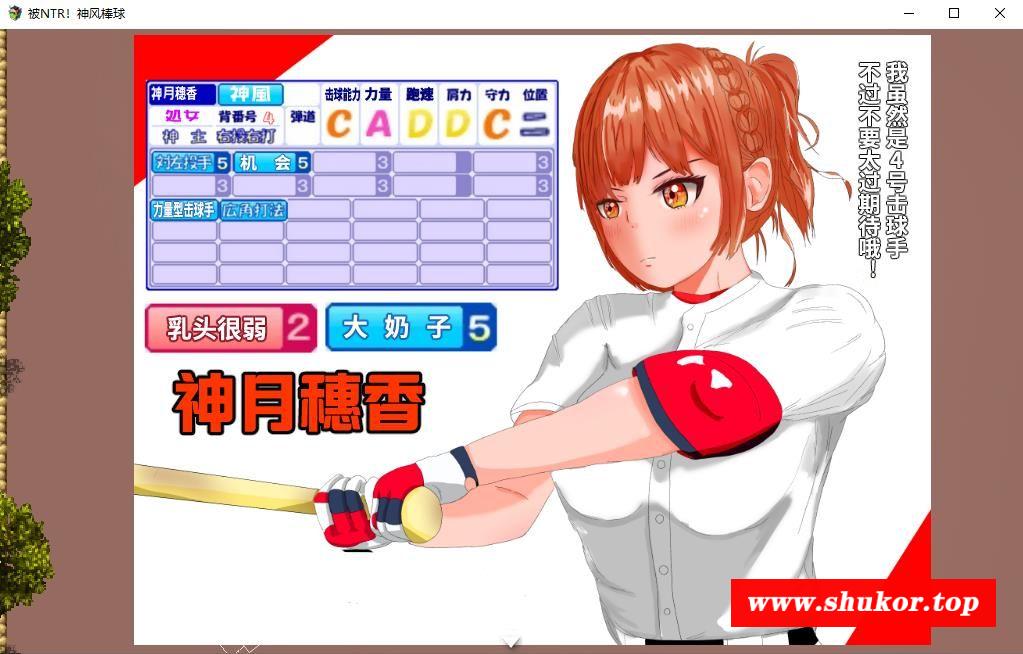 被NTR！神风棒球
神月穗香 神風 击球能力 力量 跑速 肩力 守力 位置
処女 背番号 4 弹道 C A D D C 二
神主 右投右打
对左投手 5 机会 5 3 3
3 3 3 3
力量型击球手 広角打法
乳头很弱 2 大奶子 5
神月穗香
我虽然是4号击球手
不过不要太过期待哦！
www.shukor.top